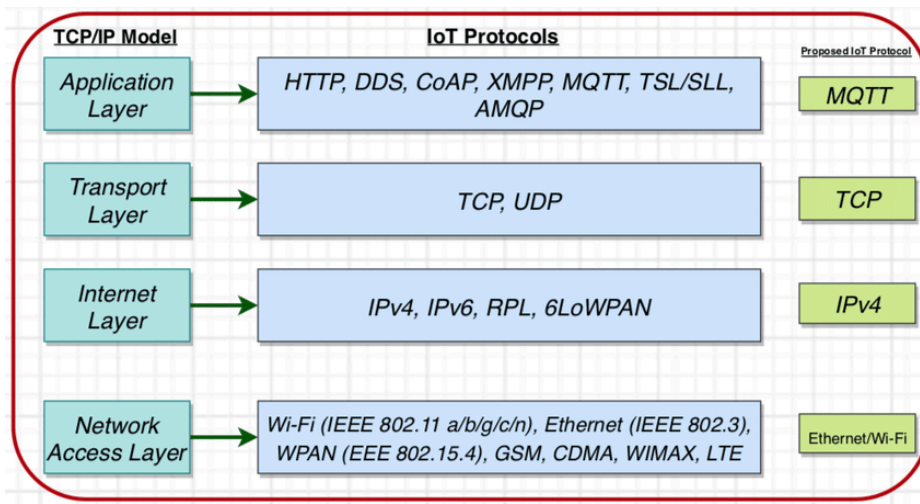 TCP/IP Model
IoT Protocols
Proposed IoT Protocol
Application
Layer
HTTP, DDS, CoAP, XMPP, MQTT, TSL/SLL,
AMQP
MQTT
Transport
Layer
TCP, UDP
TCP
Internet
Layer
IPv4, IPv6, RPL, 6LoWPAN
IPv4
Network
Access Layer
Wi-Fi (IEEE 802.11 a/b/g/c/n), Ethernet (IEEE 802.3),
WPAN (EEE 802.15.4), GSM, CDMA, WIMAX, LTE
Ethernet/Wi-Fi